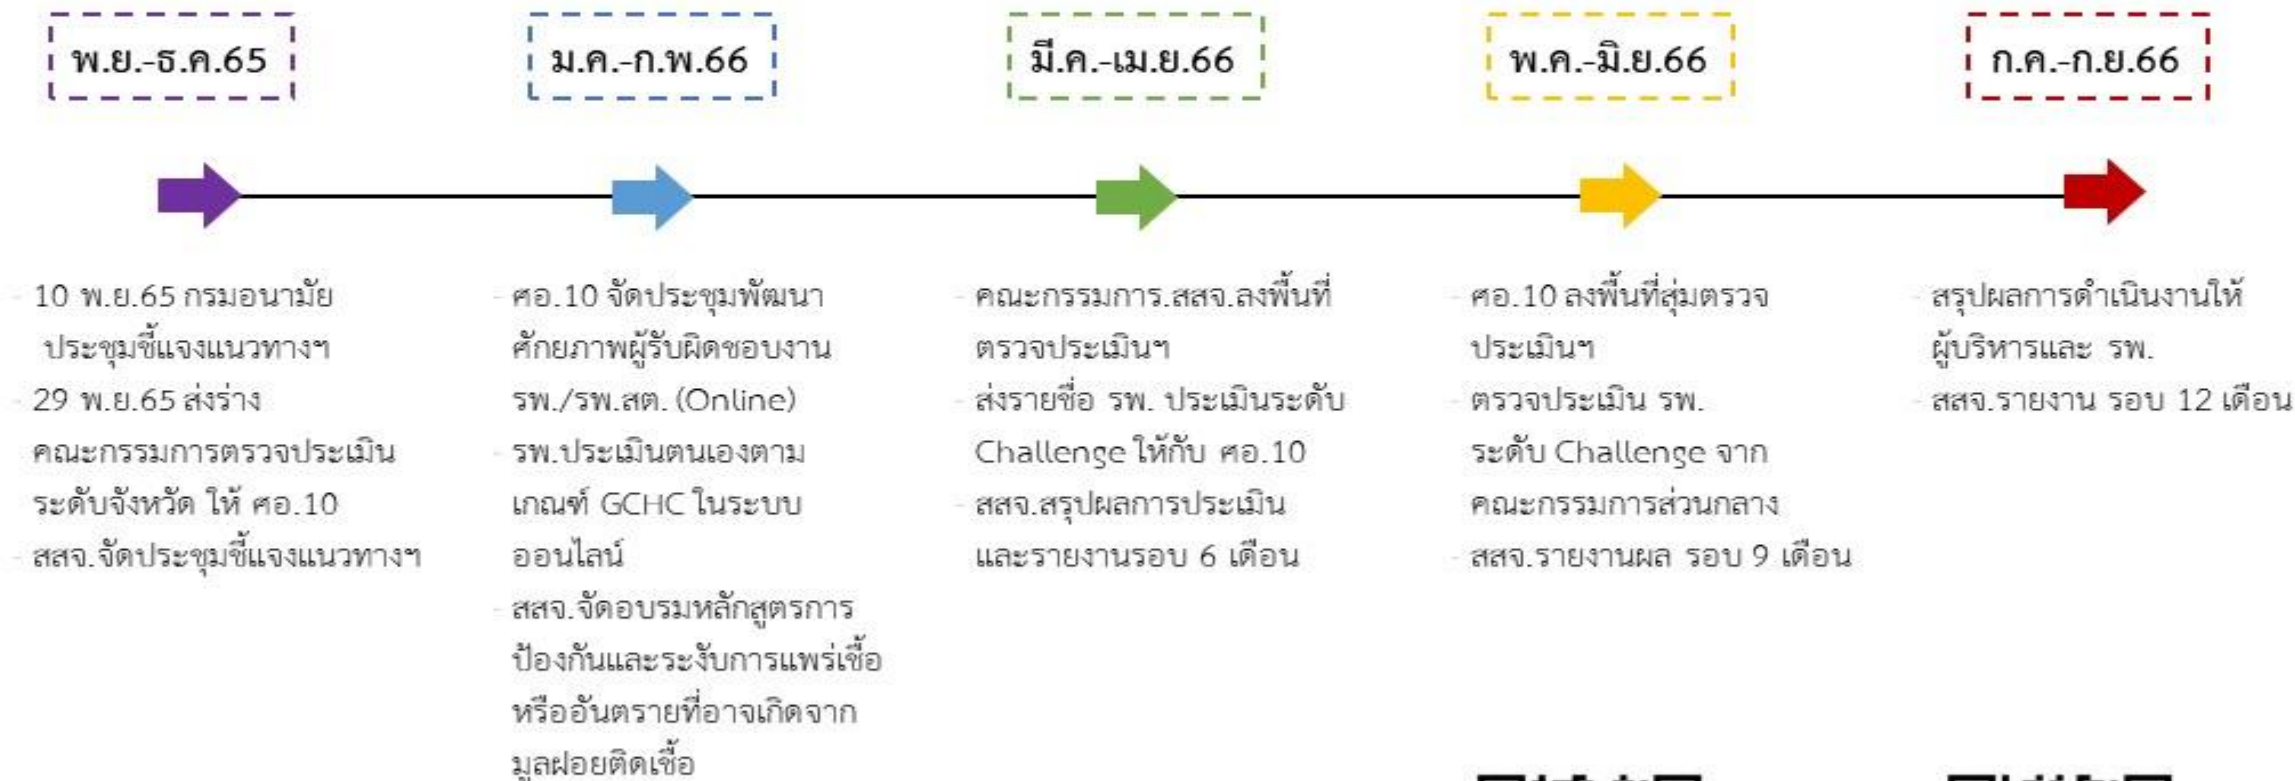 พ.ย.-ธ.ค.65
ม.ค.-ก.พ.66
มี.ค.-เม.ย.66
พ.ค.-มิ.ย.66
ก.ค.-ก.ย.66
- 10 พ.ย.65 กรมอนามัย
ประชุมชี้แจงแนวทางฯ
- 29 พ.ย.65 ส่งร่าง
คณะกรรมการตรวจประเมิน
ระดับจังหวัด ให้ ศอ.10
- สสจ.จัดประชุมชี้แจงแนวทางฯ
- ศอ.10 จัดประชุมพัฒนา
ศักยภาพผู้รับผิดชอบงาน
รพ./รพ.สต. (Online)
- รพ.ประเมินตนเองตาม
เกณฑ์ GCHC ในระบบ
ออนไลน์
- สสจ.จัดอบรมหลักสูตรการ
ป้องกันและระงับการแพร่เชื้อ
หรืออันตรายที่อาจเกิดจาก
มูลฝอยติดเชื้อ
- คณะกรรมการ.สสจ.ลงพื้นที่
ตรวจประเมินฯ
- ส่งรายชื่อ รพ. ประเมินระดับ
Challenge ให้กับ ศอ.10
- สสจ.สรุปผลการประเมิน
และรายงานรอบ 6 เดือน
- ศอ.10 ลงพื้นที่สุ่มตรวจ
ประเมินฯ
- ตรวจประเมิน รพ.
ระดับ Challenge จาก
คณะกรรมการส่วนกลาง
- สสจ.รายงานผล รอบ 9 เดือน
- สรุปผลการดำเนินงานให้
ผู้บริหารและ รพ.
- สสจ.รายงาน รอบ 12 เดือน